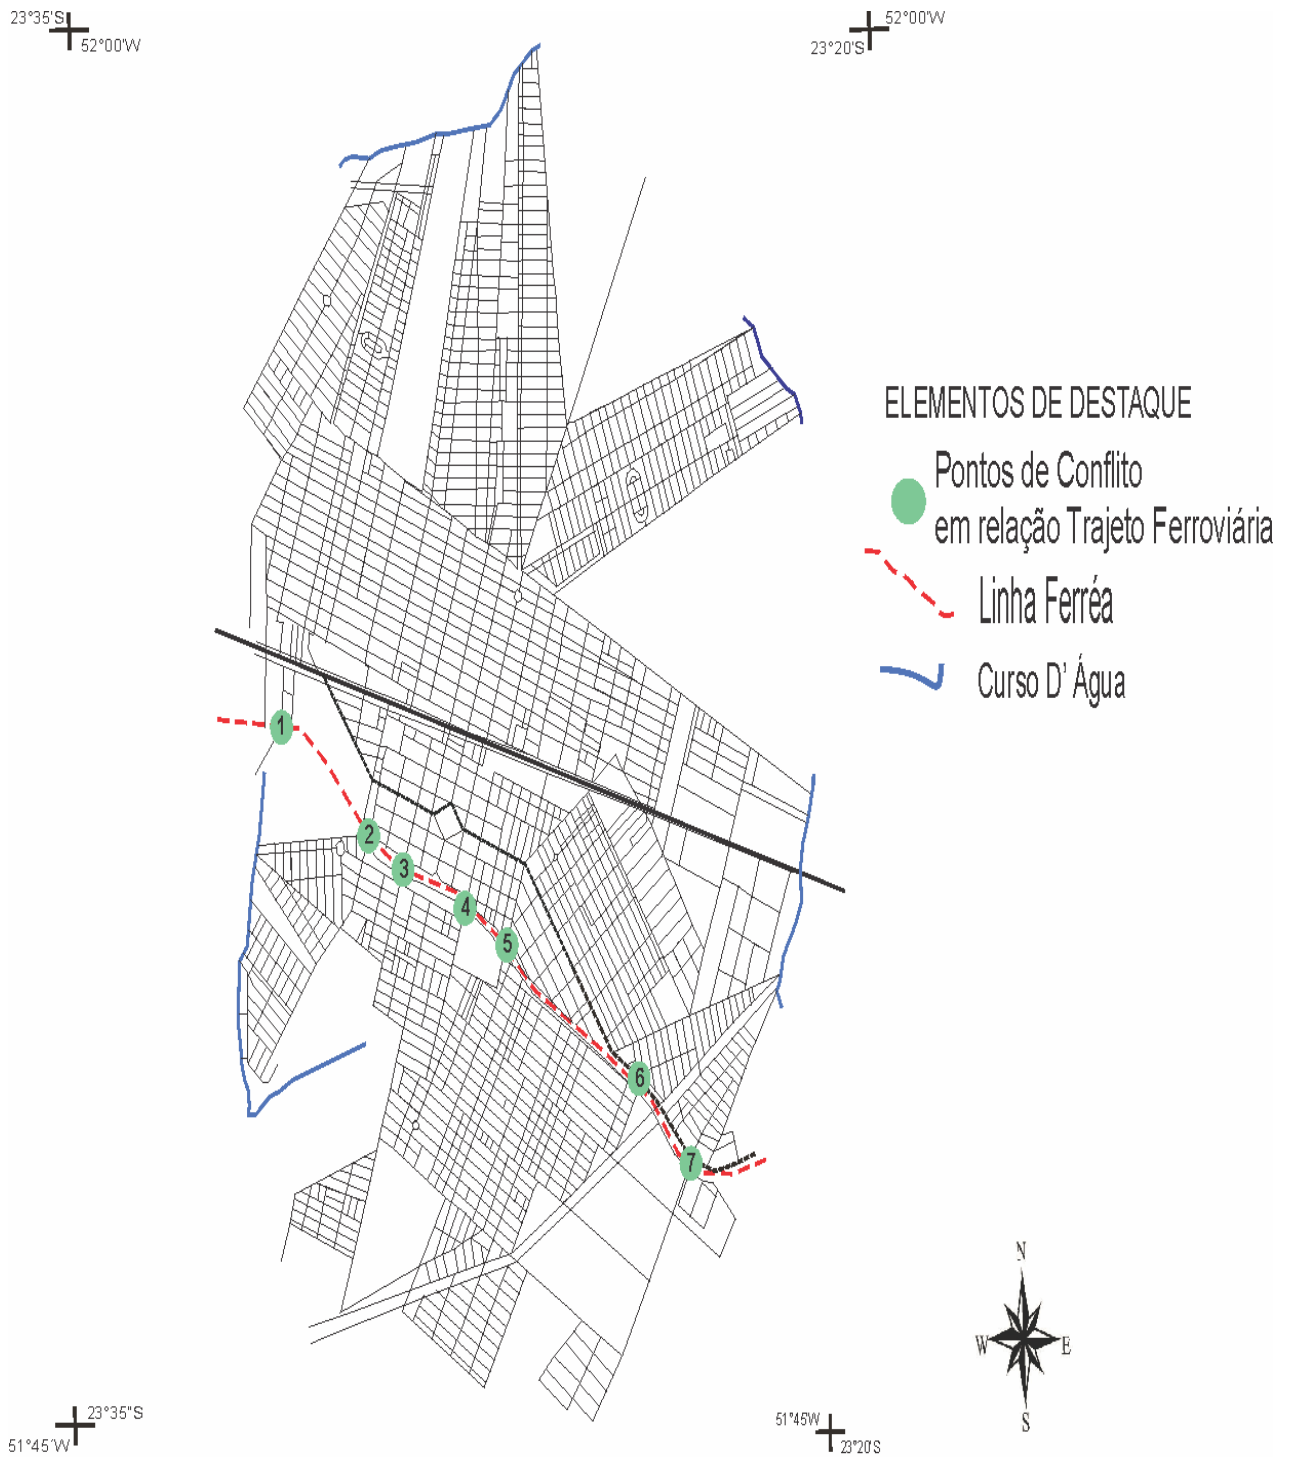 23°35'S
52°00'W
52°00'W
23°20'S
ELEMENTOS DE DESTAQUE
Pontos de Conflito
em relação Trajeto Ferroviária
Linha Ferréa
Curso D' Água
1
2
3
4
5
6
7
N
W
E
S
23°35"S
51°45'W
51°45"W
23°20'S